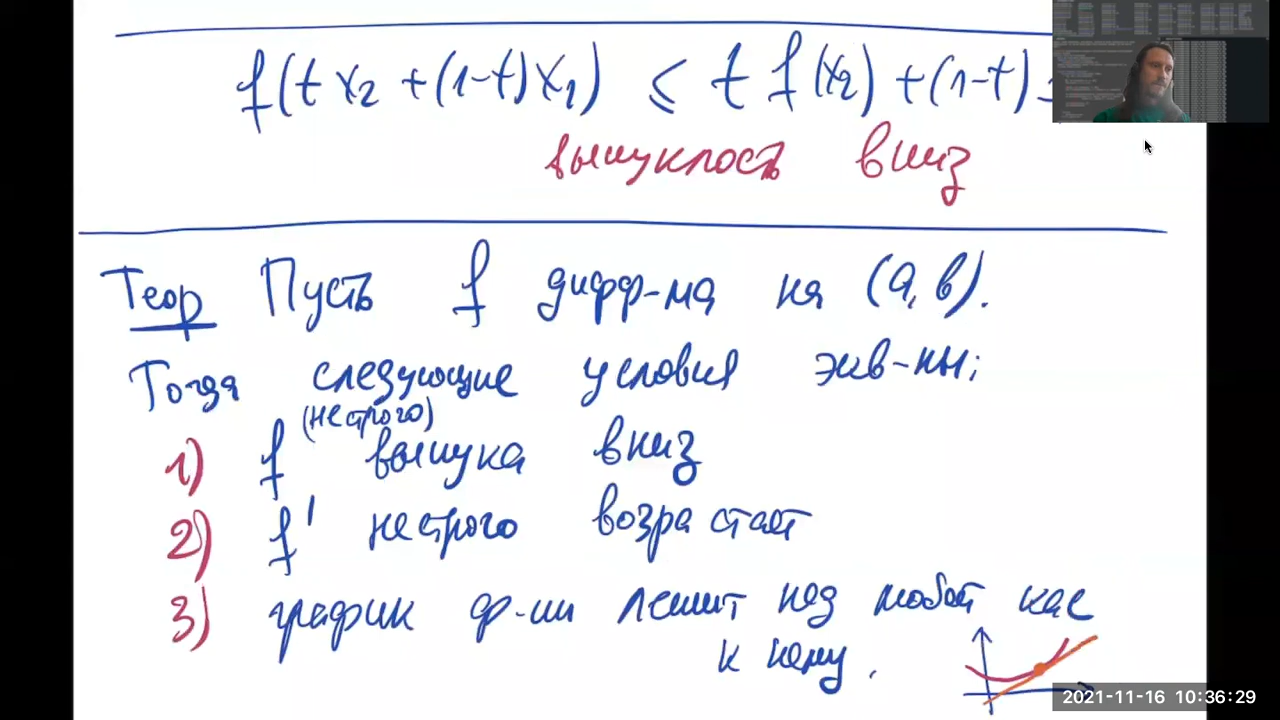 f(t x₂ + (1-t)x₁) ≤ t f(x₂) + (1-t)
выпуклость вниз
Теор Пусть f дифф-ма на (a, b).
Тогда следующие условия экв-ны:
(нестрого)
1) f выпукла вниз
2) f' нестрого возрастает
3) график ф-ии лежит над любой кас
к нему.
2021-11-16 10:36:29